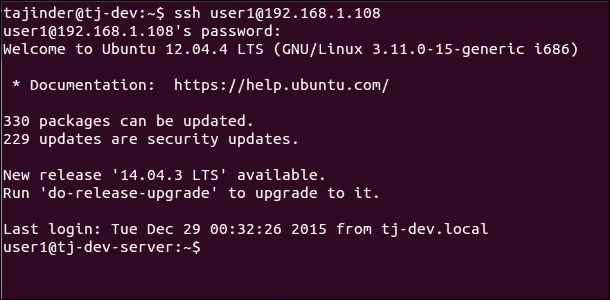 tajinder@tj-dev:~$ ssh user1@192.168.1.108
user1@192.168.1.108's password:
Welcome to Ubuntu 12.04.4 LTS (GNU/Linux 3.11.0-15-generic i686)
* Documentation:  https://help.ubuntu.com/
330 packages can be updated.
229 updates are security updates.
New release '14.04.3 LTS' available.
Run 'do-release-upgrade' to upgrade to it.
Last login: Tue Dec 29 00:32:26 2015 from tj-dev.local
user1@tj-dev-server:~$